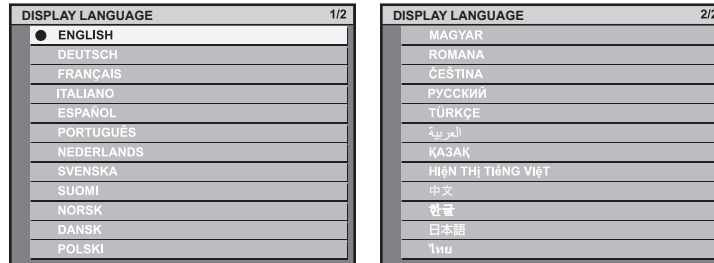 DISPLAY LANGUAGE 1/2
ENGLISH
DEUTSCH
FRANÇAIS
ITALIANO
ESPAÑOL
PORTUGUÊS
NEDERLANDS
SVENSKA
SUOMI
NORSK
DANSK
POLSKI
DISPLAY LANGUAGE 2/2
MAGYAR
ROMANA
ČEŠTINA
РУССКИЙ
TÜRKÇE
العربية
ҚАЗАҚ
HIệN THị TIếNG VIệT
中文
한글
日本語
ไทย